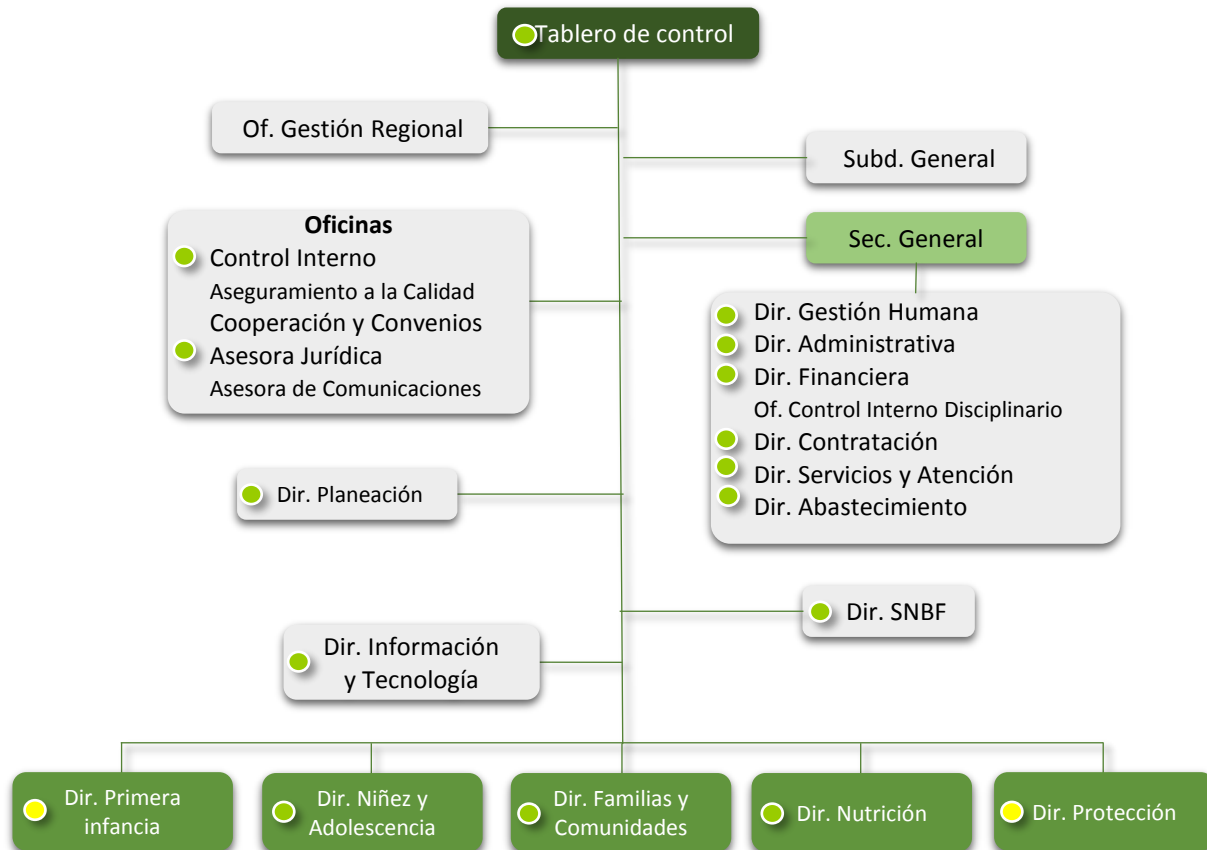 Tablero de control
Of. Gestión Regional
Subd. General
Oficinas
Control Interno
Aseguramiento a la Calidad
Cooperación y Convenios
Asesora Jurídica
Asesora de Comunicaciones
Sec. General
Dir. Gestión Humana
Dir. Administrativa
Dir. Financiera
Of. Control Interno Disciplinario
Dir. Contratación
Dir. Servicios y Atención
Dir. Abastecimiento
Dir. Planeación
Dir. SNBF
Dir. Información
y Tecnología
Dir. Primera
infancia
Dir. Niñez y
Adolescencia
Dir. Familias y
Comunidades
Dir. Nutrición
Dir. Protección